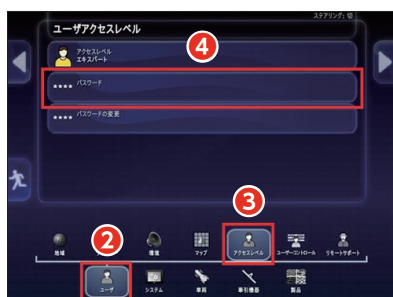 ステアリング: 切
ユーザアクセスレベル
4
アクセスレベル
エキスパート
**** パスワード
**** パスワードの変更
3
2
地域
環境
マップ
アクセスレベル
ユーザーコントロール
リモートサポート
ユーザ
システム
車両
牽引機器
製品